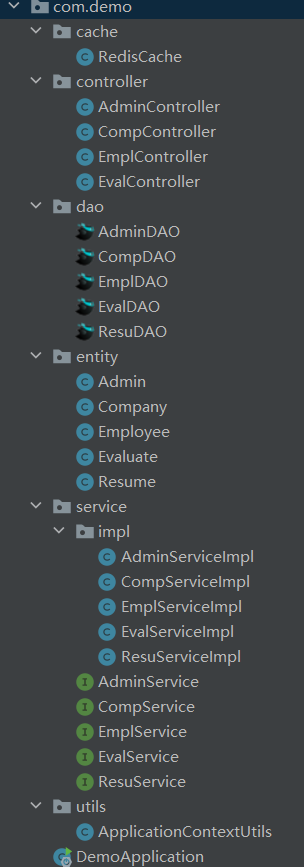 com.demo
cache
RedisCache
controller
AdminController
CompController
EmplController
EvalController
dao
AdminDAO
CompDAO
EmplDAO
EvalDAO
ResuDAO
entity
Admin
Company
Employee
Evaluate
Resume
service
impl
AdminServiceImpl
CompServiceImpl
EmplServiceImpl
EvalServiceImpl
ResuServiceImpl
AdminService
CompService
EmplService
EvalService
ResuService
utils
ApplicationContextUtils
DemoApplication